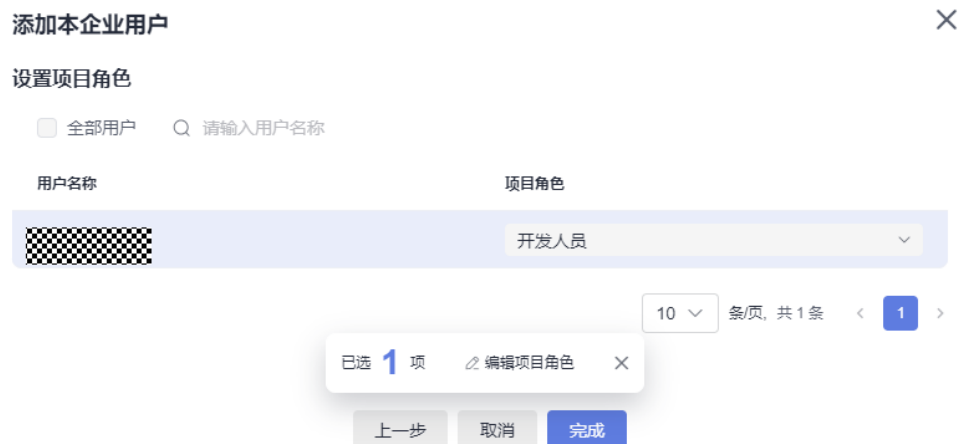 添加本企业用户
设置项目角色
全部用户 请输入用户名称
用户名称 项目角色
开发人员
10 条/页, 共 1 条 1
已选 1 项 编辑项目角色
上一步 取消 完成